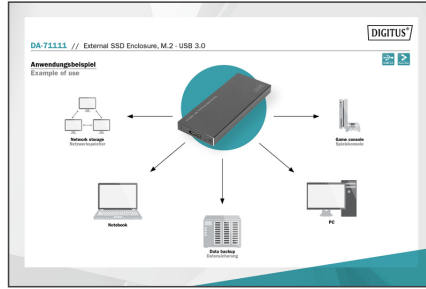 DIGITUS®
DA-71111 // External SSD Enclosure, M.2 - USB 3.0
Anwendungsbeispiel
Example of use
Network storage
Netzwerkspeicher
Game console
Spielekonsole
Notebook
Data backup
Datensicherung
PC